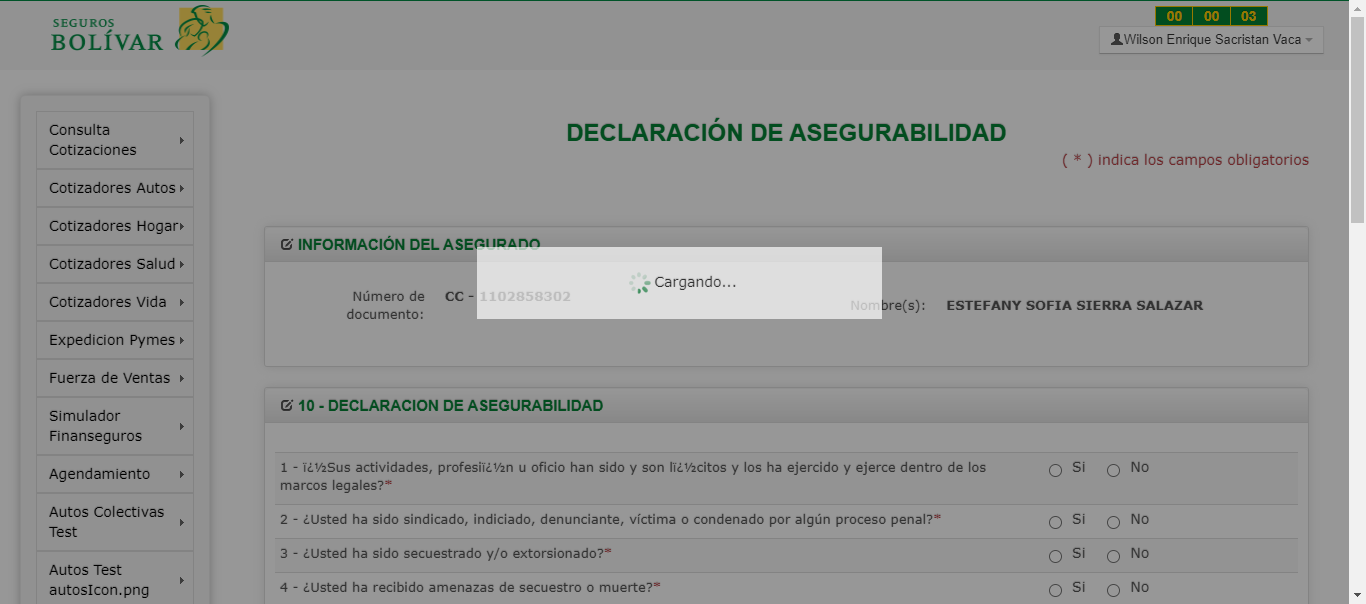 SEGUROS
BOLÍVAR
00 00 03
Wilson Enrique Sacristan Vaca
Consulta
Cotizaciones
Cotizadores Autos
Cotizadores Hogar
Cotizadores Salud
Cotizadores Vida
Expedicion Pymes
Fuerza de Ventas
Simulador
Finanseguros
Agendamiento
Autos Colectivas
Test
Autos Test
autosIcon.png
DECLARACIÓN DE ASEGURABILIDAD
( * ) indica los campos obligatorios
INFORMACIÓN DEL ASEGURADO
Cargando...
Número de
documento:
CC - 1102858302
Nombre(s): ESTEFANY SOFIA SIERRA SALAZAR
10 - DECLARACION DE ASEGURABILIDAD
1 - ï¿½Sus actividades, profesiï¿½n u oficio han sido y son lï¿½citos y los ha ejercido y ejerce dentro de los
marcos legales?* Si No
2 - ¿Usted ha sido sindicado, indiciado, denunciante, víctima o condenado por algún proceso penal?* Si No
3 - ¿Usted ha sido secuestrado y/o extorsionado?* Si No
4 - ¿Usted ha recibido amenazas de secuestro o muerte?* Si No